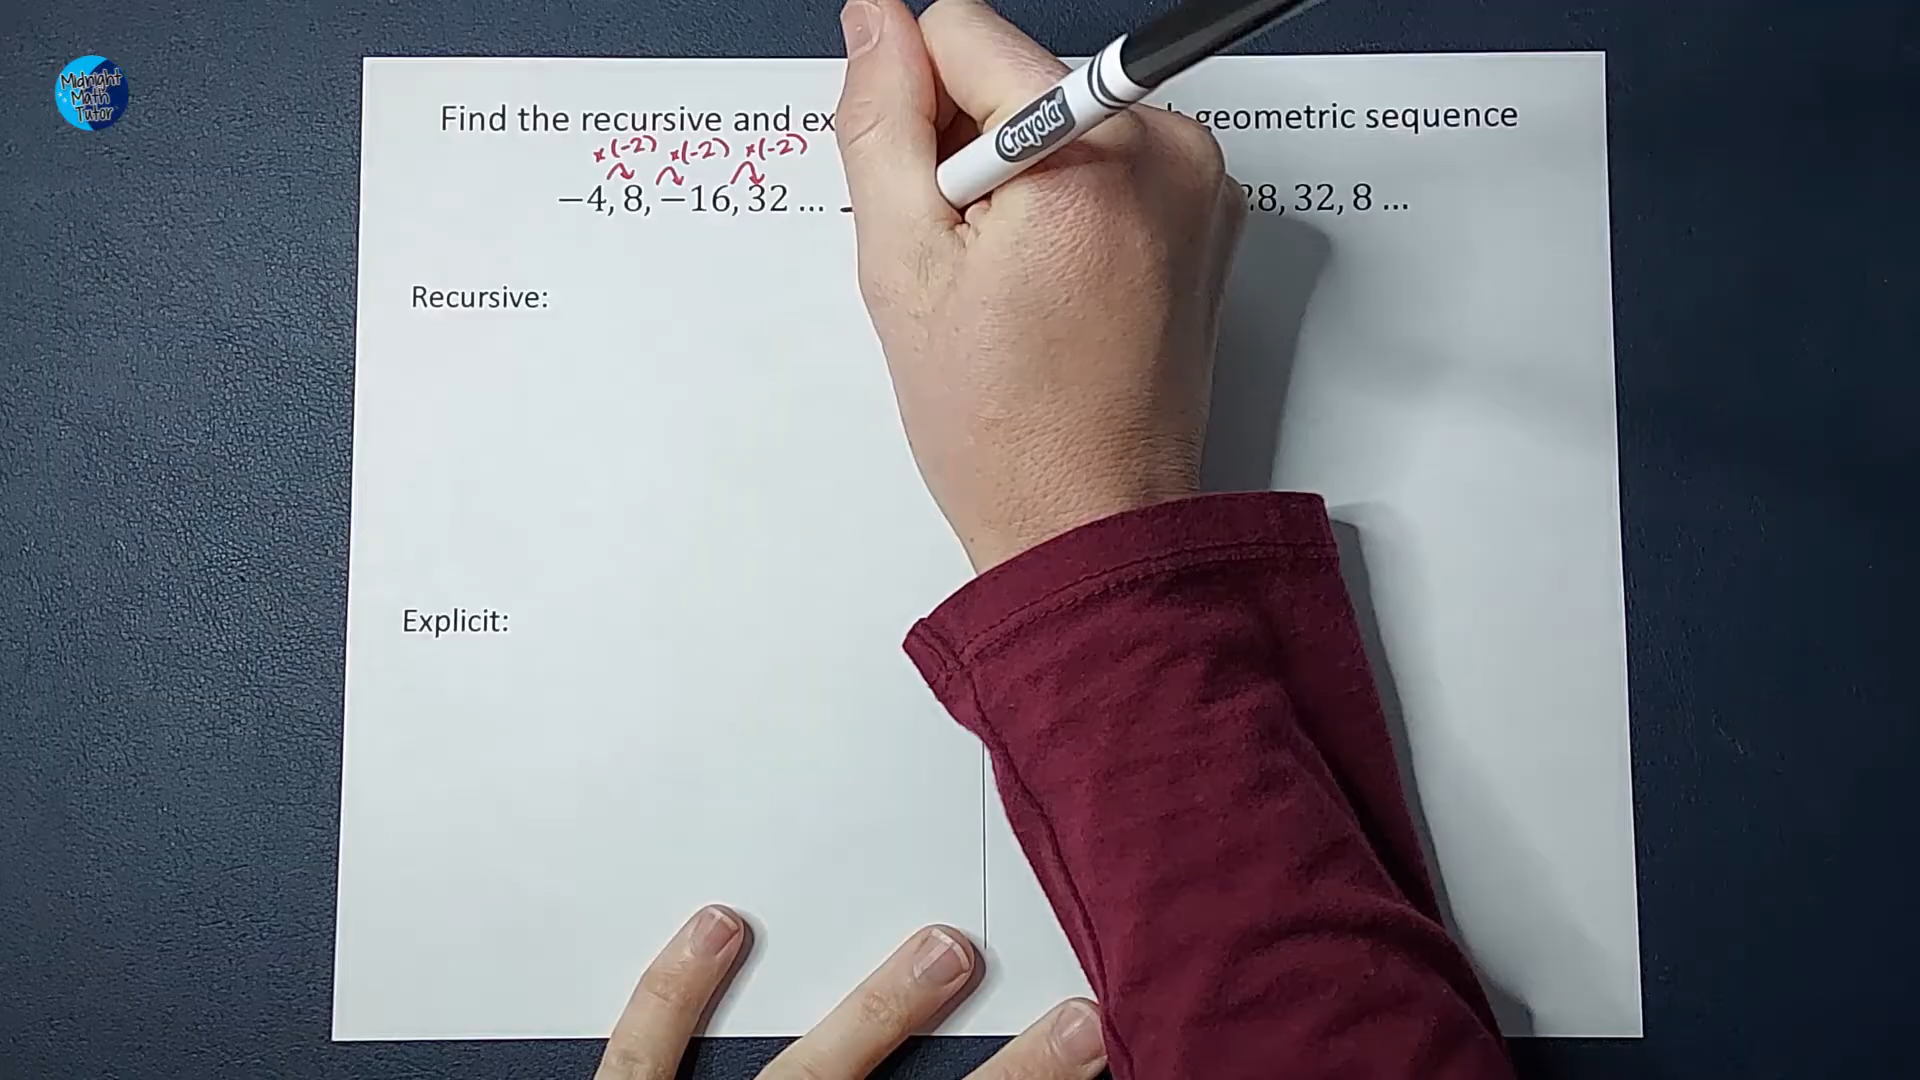 Midnight
Math
Tutor
Find the recursive and ex geometric sequence
×(-2) ×(-2) ×(-2)
−4, 8, −16, 32 … 28, 32, 8 …
Recursive:
Explicit:
Crayola